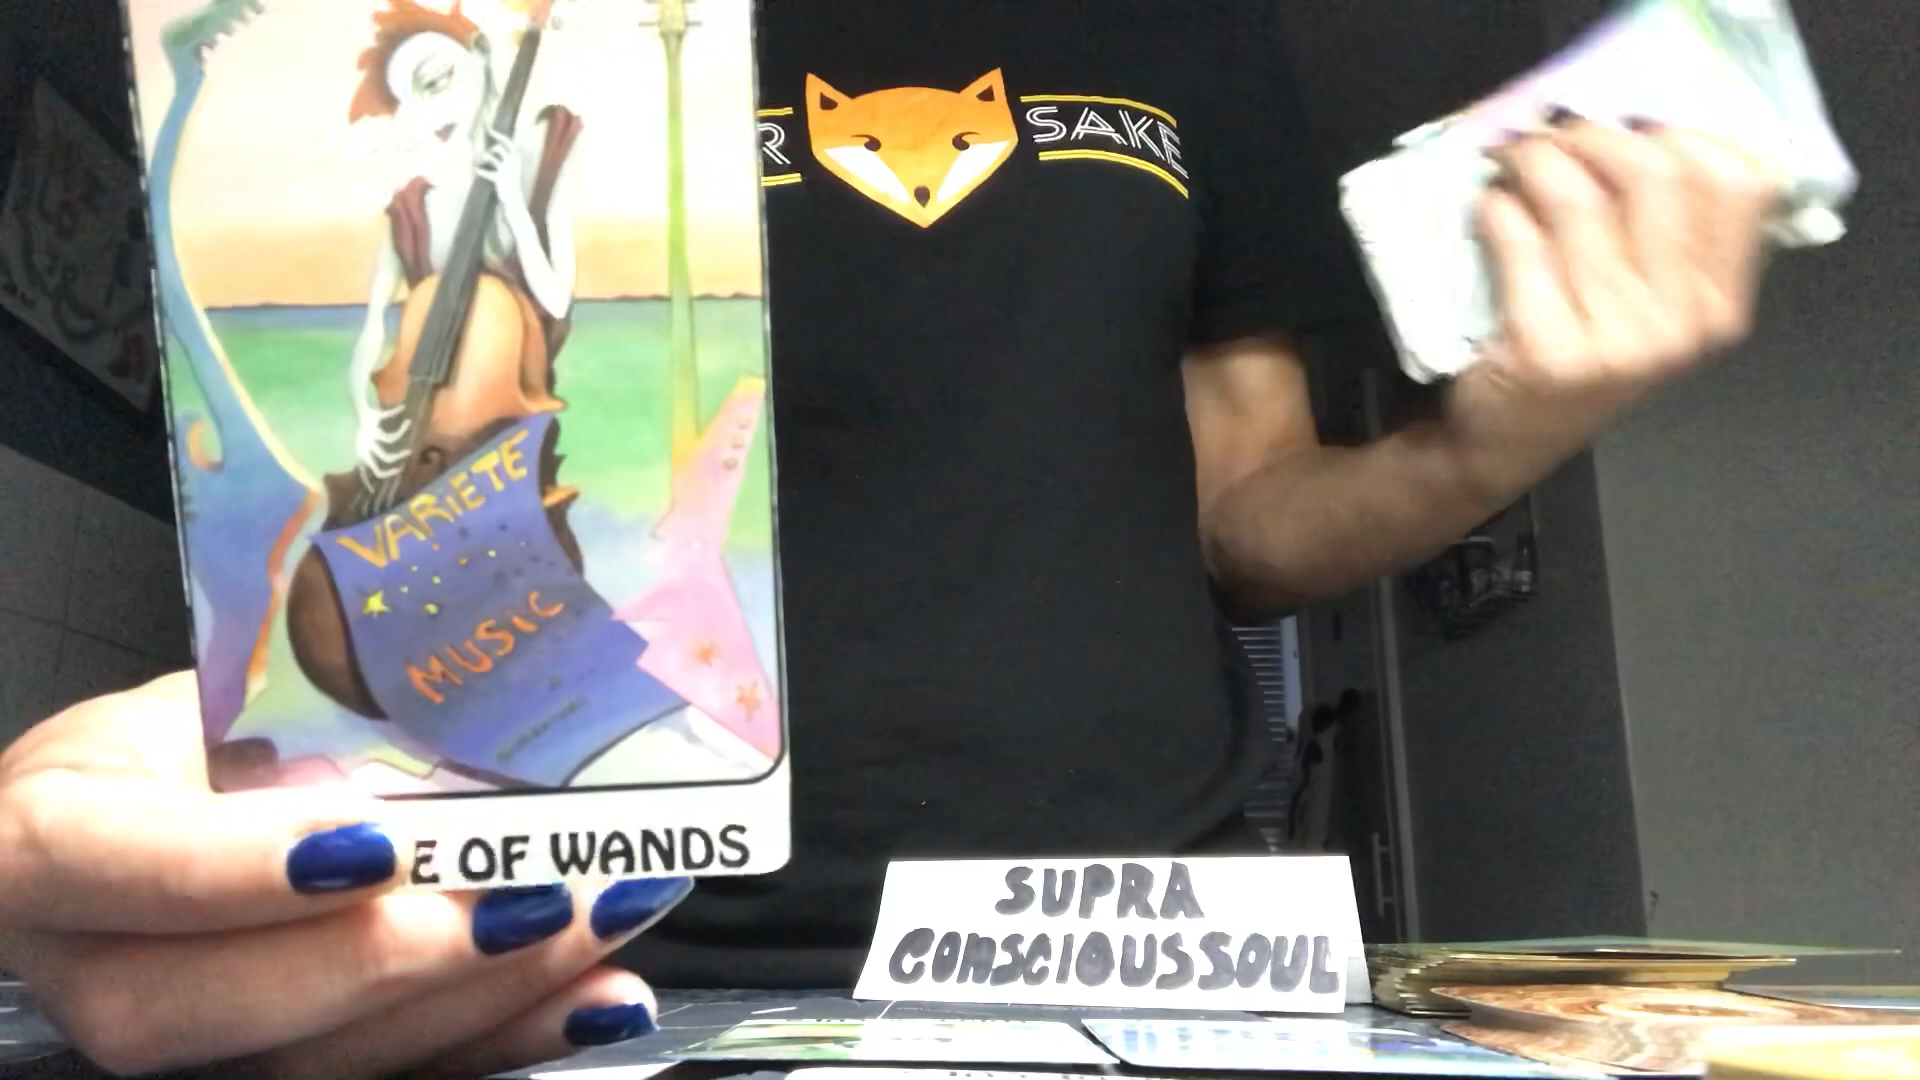 R SAKE
VARIETE
MUSIC
E OF WANDS
SUPRA
CONSCIOUSSOUL